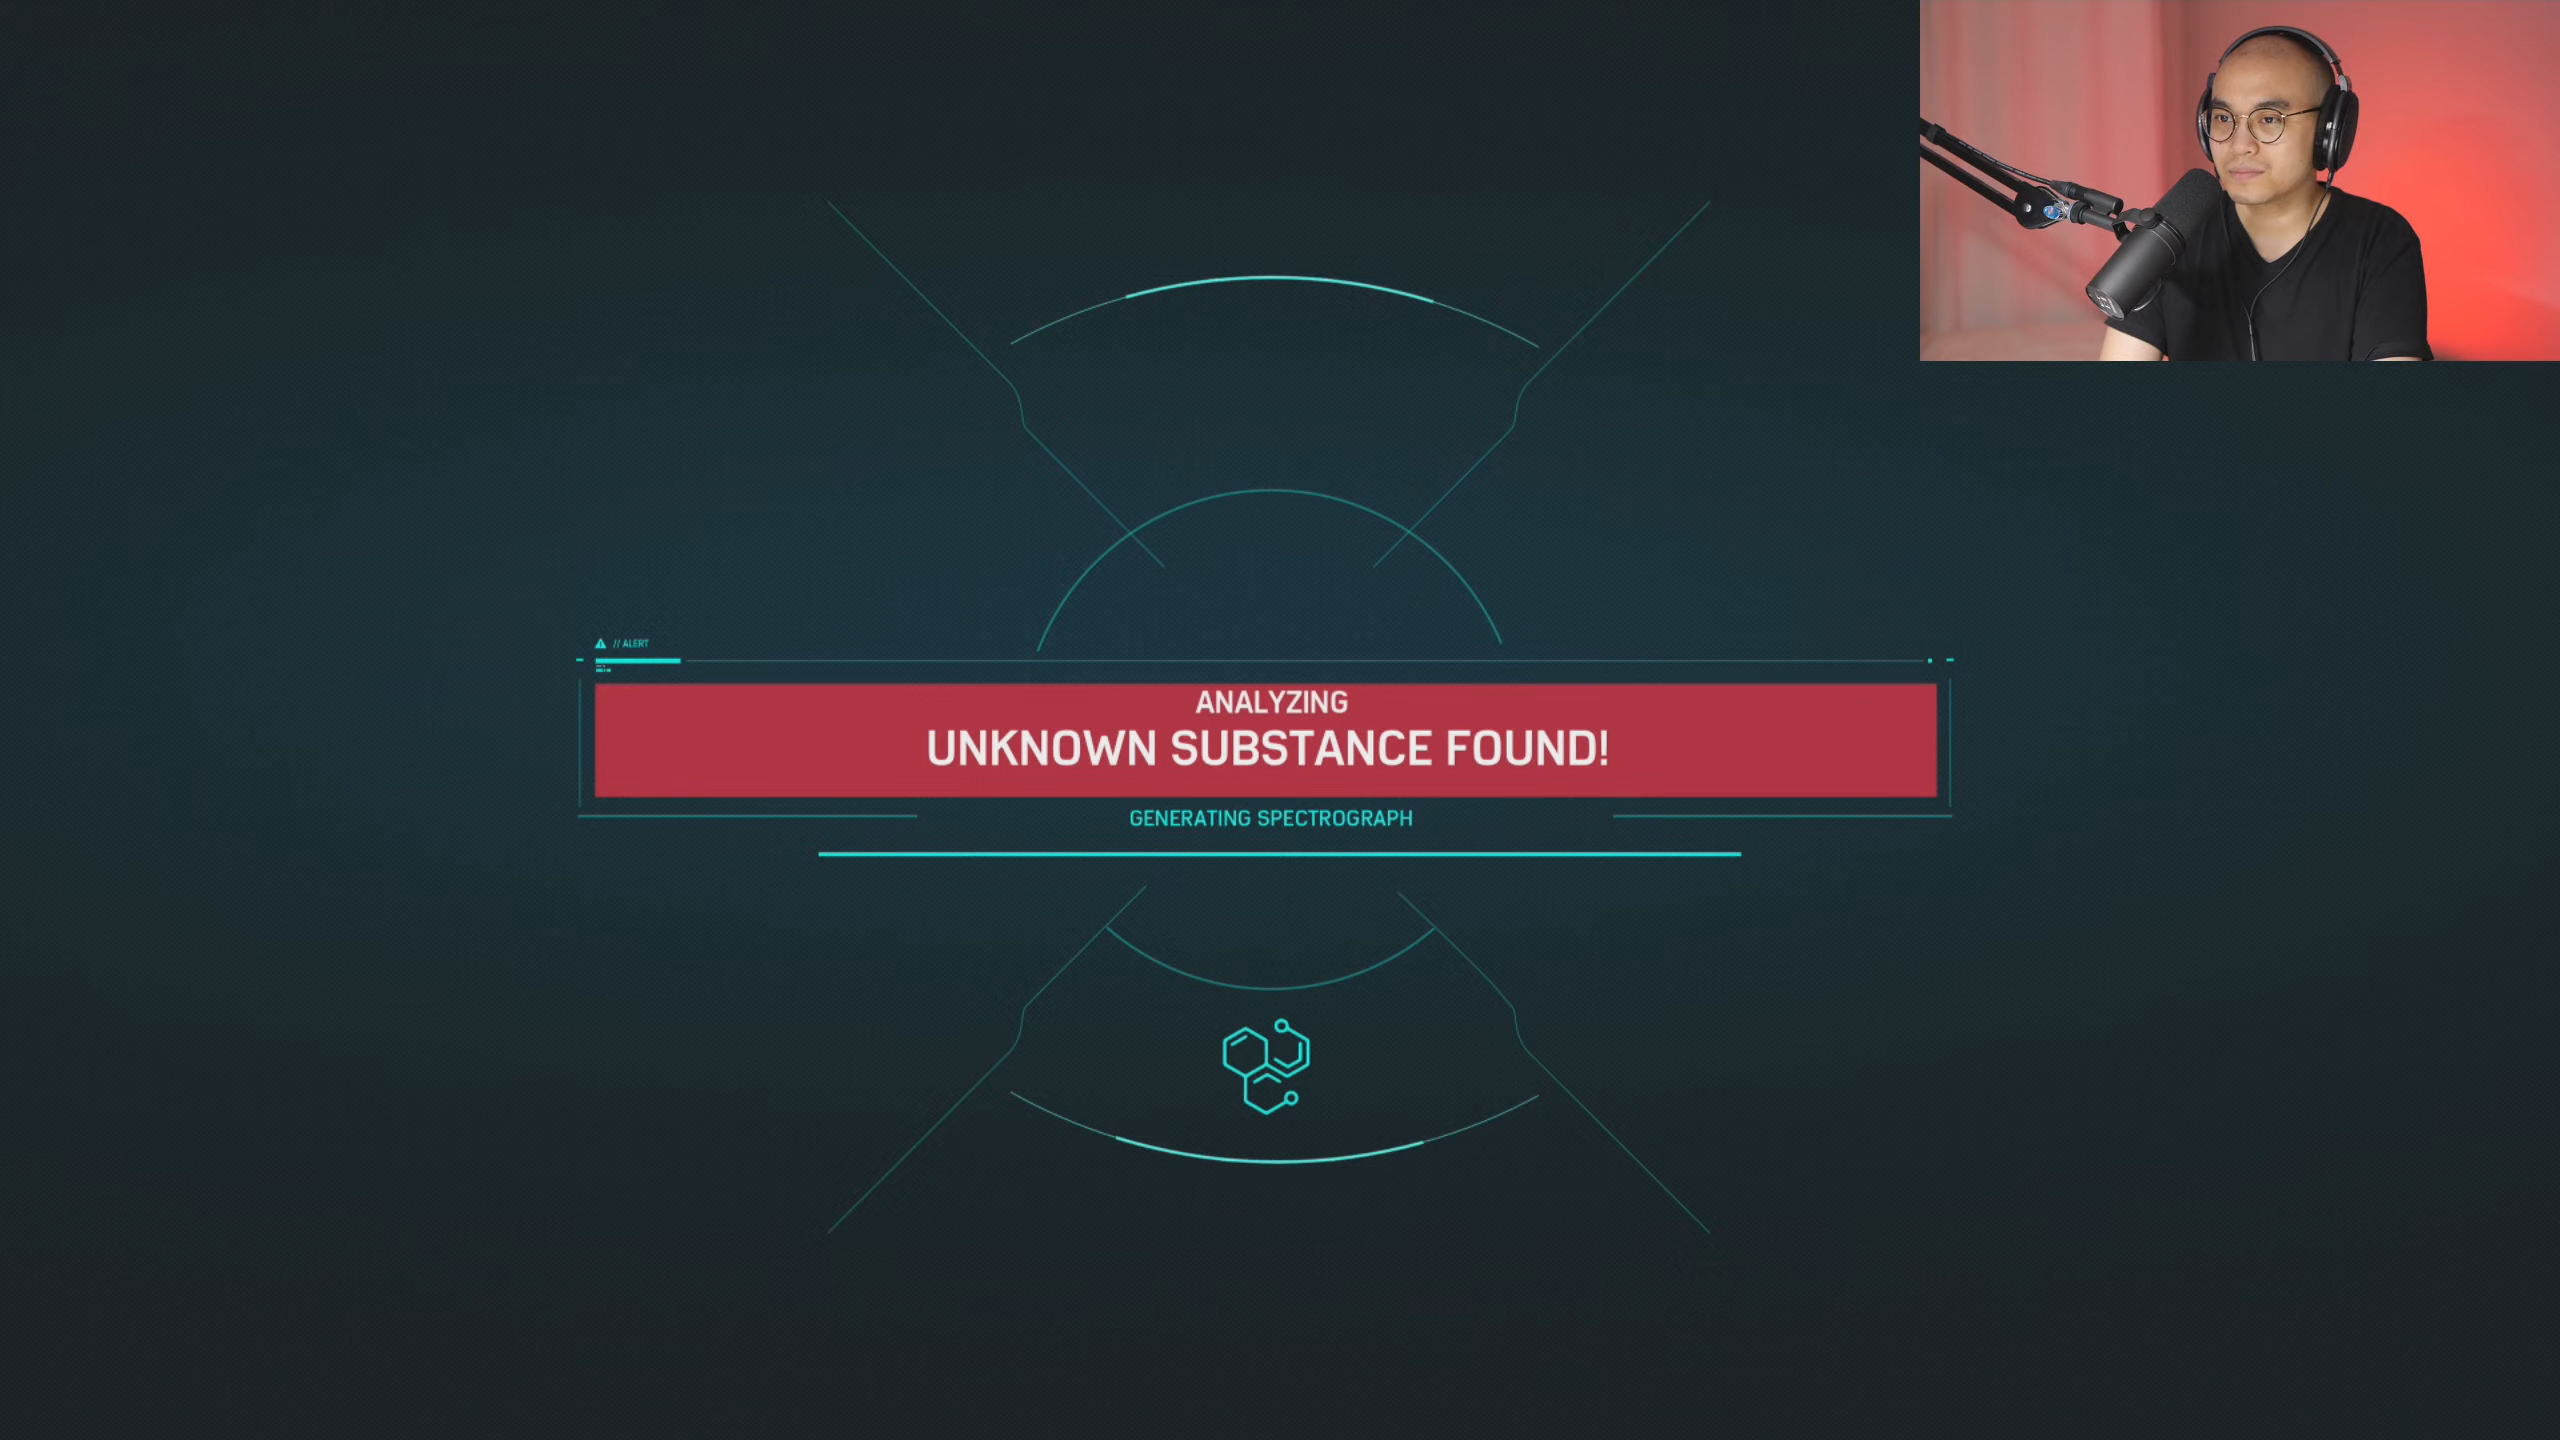 // ALERT
ANALYZING
UNKNOWN SUBSTANCE FOUND!
GENERATING SPECTROGRAPH